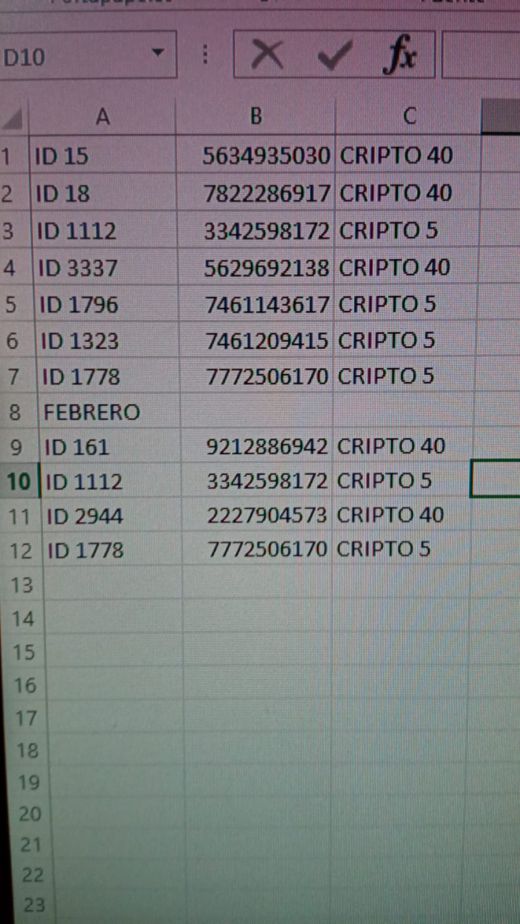 D10
fx
A B C
1 ID 15 5634935030 CRIPTO 40
2 ID 18 7822286917 CRIPTO 40
3 ID 1112 3342598172 CRIPTO 5
4 ID 3337 5629692138 CRIPTO 40
5 ID 1796 7461143617 CRIPTO 5
6 ID 1323 7461209415 CRIPTO 5
7 ID 1778 7772506170 CRIPTO 5
8 FEBRERO
9 ID 161 9212886942 CRIPTO 40
10 ID 1112 3342598172 CRIPTO 5
11 ID 2944 2227904573 CRIPTO 40
12 ID 1778 7772506170 CRIPTO 5
13
14
15
16
17
18
19
20
21
22
23